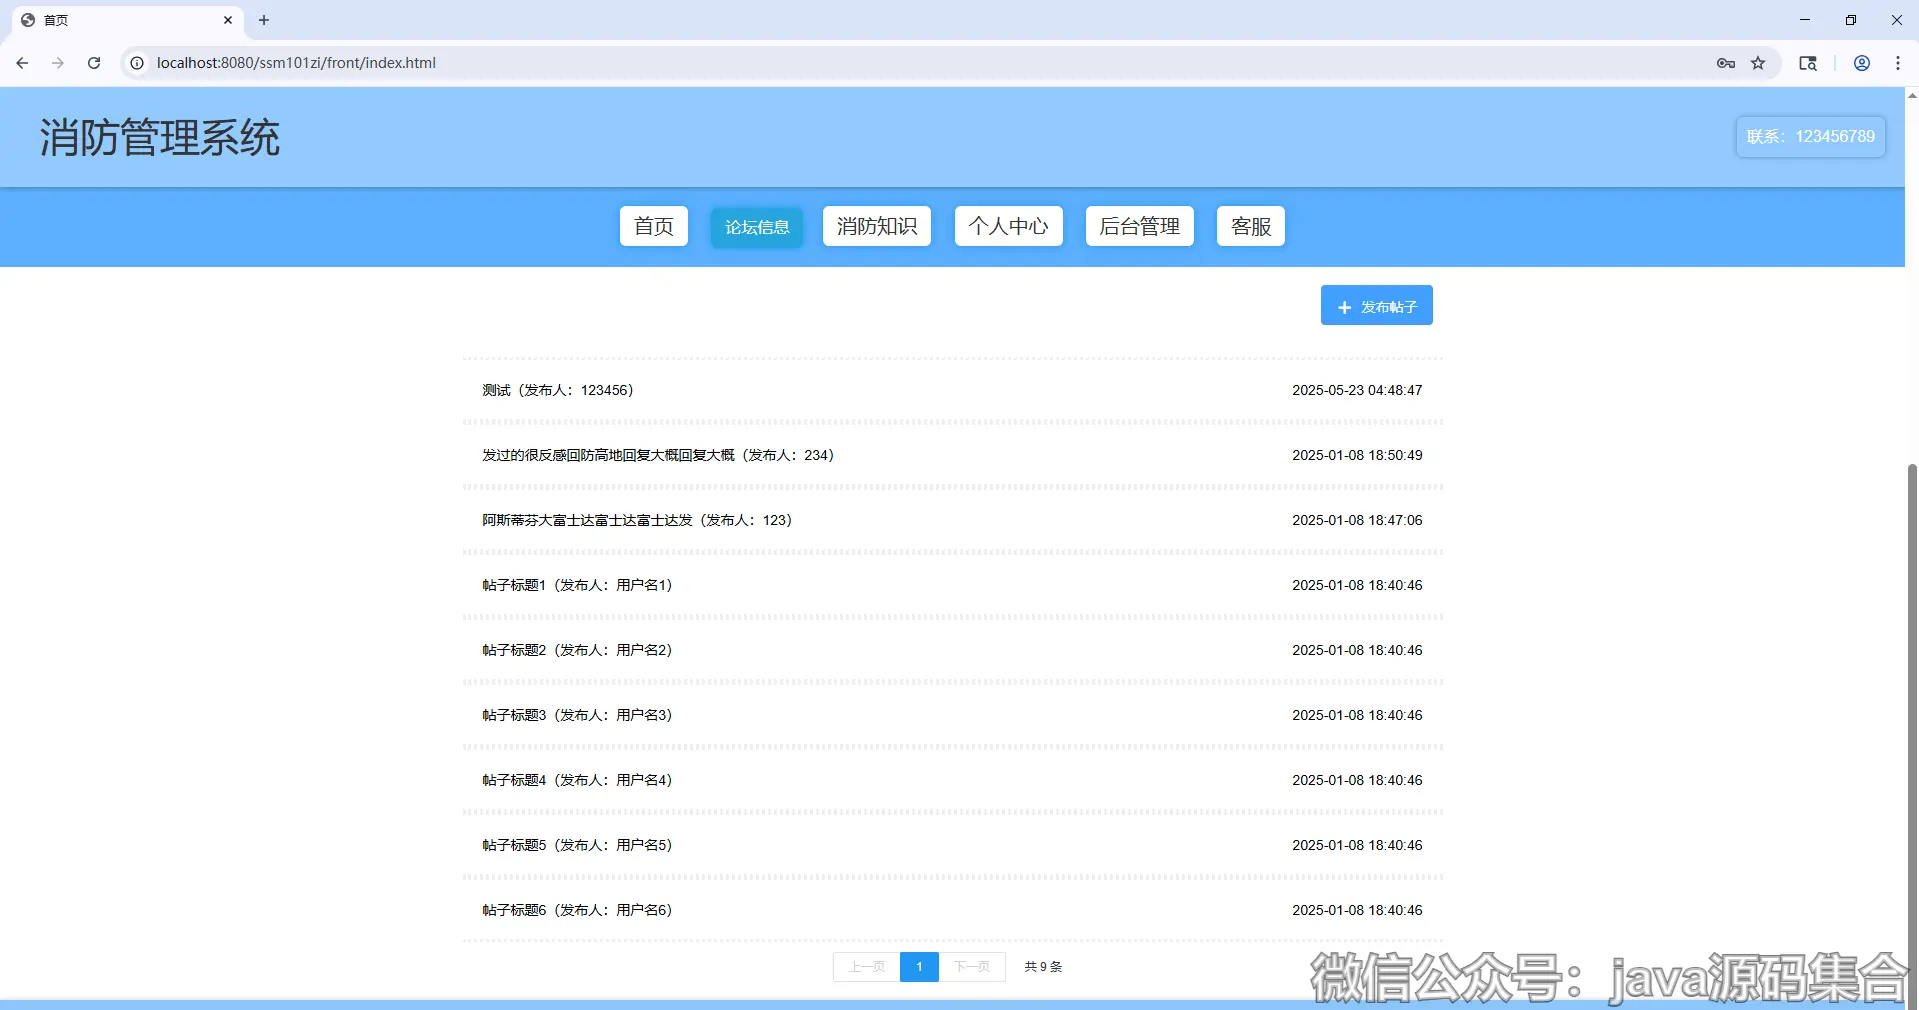 首页
localhost:8080/ssm101zi/front/index.html
消防管理系统
联系：123456789
首页 论坛信息 消防知识 个人中心 后台管理 客服
+ 发布帖子
测试（发布人：123456） 2025-05-23 04:48:47
发过的很反感回防高地回复大概回复大概（发布人：234） 2025-01-08 18:50:49
阿斯蒂芬大富士达富士达富士达发（发布人：123） 2025-01-08 18:47:06
帖子标题1（发布人：用户名1） 2025-01-08 18:40:46
帖子标题2（发布人：用户名2） 2025-01-08 18:40:46
帖子标题3（发布人：用户名3） 2025-01-08 18:40:46
帖子标题4（发布人：用户名4） 2025-01-08 18:40:46
帖子标题5（发布人：用户名5） 2025-01-08 18:40:46
帖子标题6（发布人：用户名6） 2025-01-08 18:40:46
上一页 1 下一页 共 9 条
微信公众号：java源码集合